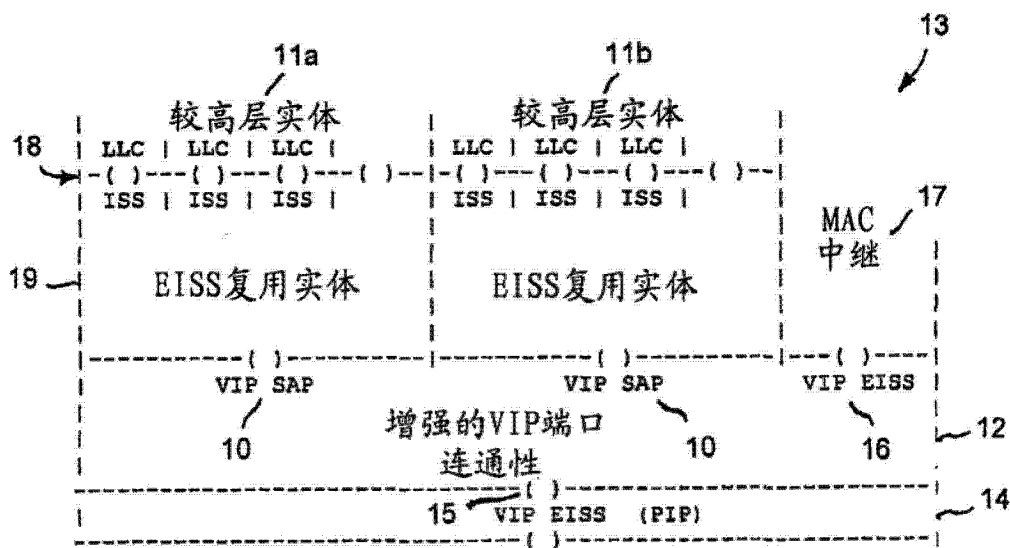 11a
11b
13
较高层实体
较高层实体
18
LLC | LLC | LLC |
LLC | LLC | LLC |
-( )---( )---( )---( )--
-( )---( )---( )---( )--
ISS | ISS | ISS |
ISS | ISS | ISS |
MAC
中继
17
19
EISS复用实体
EISS复用实体
VIP SAP
VIP SAP
VIP EISS
10
10
16
增强的VIP端口
连通性
12
15
VIP EISS (PIP)
14